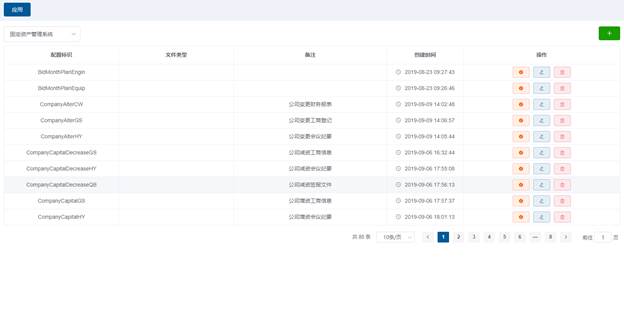 应用
固定资产管理系统
配置标识 文件类型 备注 创建时间 操作
BidMonthPlanEngin 2019-08-23 09:27:43
BidMonthPlanEquip 2019-08-23 09:26:46
CompanyAlterCW 公司变更财务报表 2019-09-09 14:02:48
CompanyAlterGS 公司变更工商登记 2019-09-09 14:06:57
CompanyAlterHY 公司变更会议纪要 2019-09-09 14:05:44
CompanyCapitalDecreaseGS 公司减资工商信息 2019-09-06 16:32:44
CompanyCapitalDecreaseHY 公司减资会议纪要 2019-09-06 17:55:08
CompanyCapitalDecreaseQB 公司减资签报文件 2019-09-06 17:56:13
CompanyCapitalGS 公司增资工商信息 2019-09-06 17:57:37
CompanyCapitalHY 公司增资会议纪要 2019-09-06 18:01:13
10条/页 1 2 3 4 5 6 8 前往 1 页